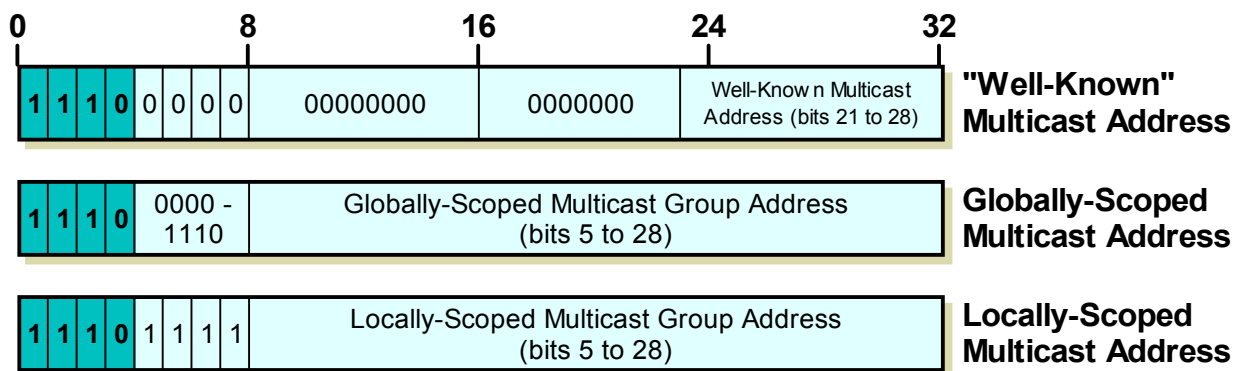 0 8 16 24 32
1 1 1 0 0 0 0 0 00000000 0000000 Well-Known Multicast
Address (bits 21 to 28)
"Well-Known"
Multicast Address
1 1 1 0 0000 -
1110
Globally-Scoped Multicast Group Address
(bits 5 to 28)
Globally-Scoped
Multicast Address
1 1 1 0 1 1 1 1 Locally-Scoped Multicast Group Address
(bits 5 to 28)
Locally-Scoped
Multicast Address